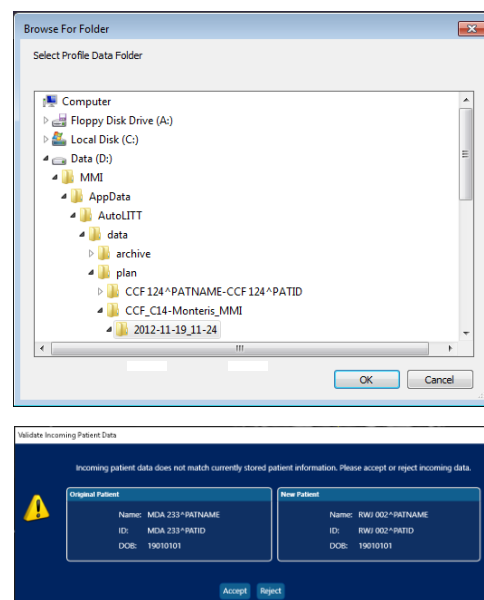 Browse For Folder
Select Profile Data Folder
Computer
Floppy Disk Drive (A:)
Local Disk (C:)
Data (D:)
MMI
AppData
AutoLITT
data
archive
plan
CCF 124^PATNAME-CCF 124^PATID
CCF_C14-Monteris_MMI
2012-11-19_11-24
OK Cancel
Validate Incoming Patient Data
Incoming patient data does not match currently stored patient information. Please accept or reject incoming data.
Original Patient New Patient
Name: MDA 233^PATNAME Name: RWJ 002^PATNAME
ID: MDA 233^PATID ID: RWJ 002^PATID
DOB: 19010101 DOB: 19010101
Accept Reject